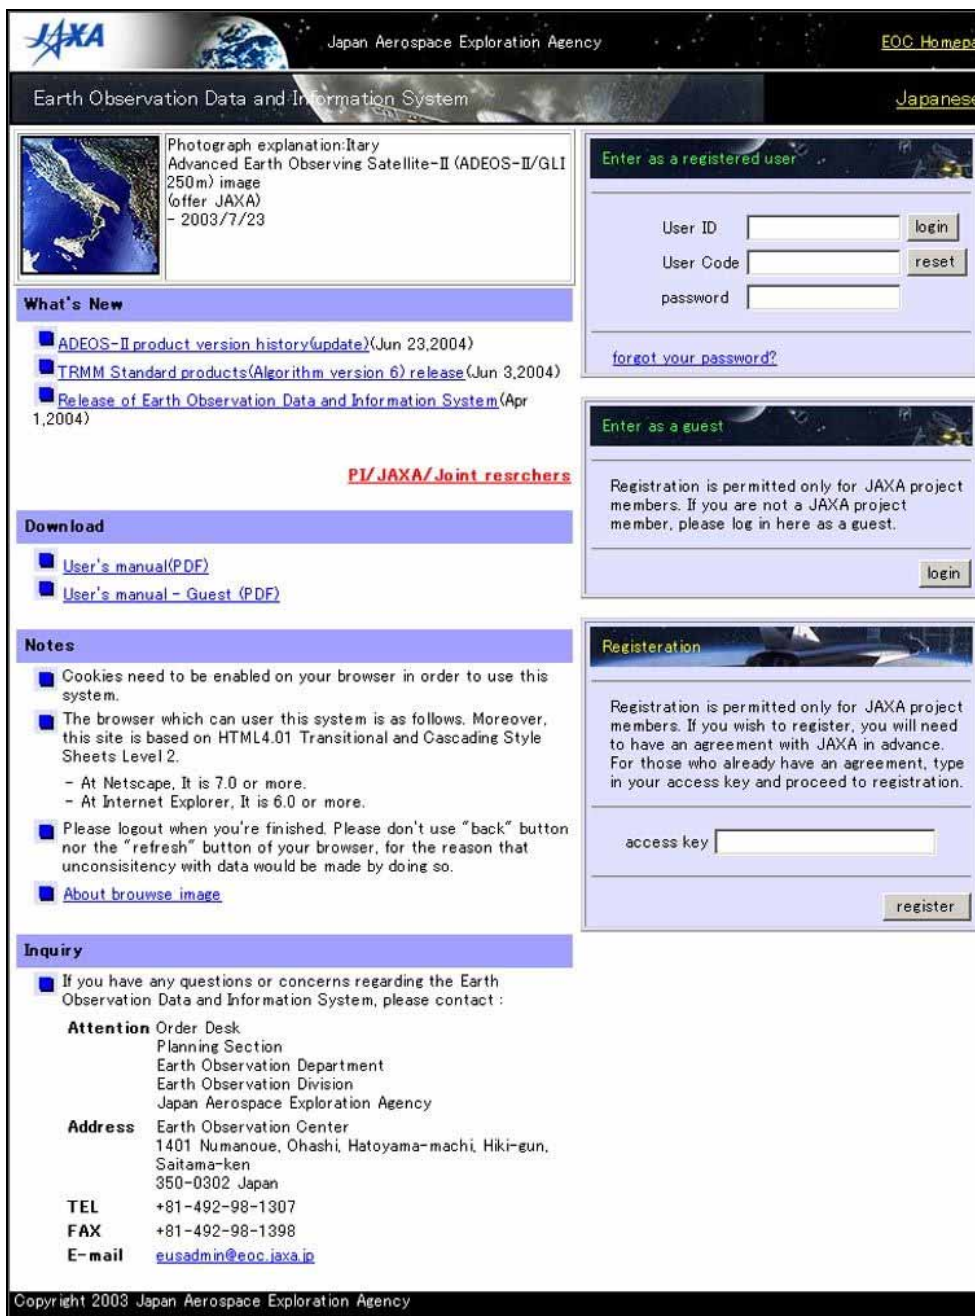 JAXA
Japan Aerospace Exploration Agency
EOC Homepa
Earth Observation Data and Information System
Japanese
Photograph explanation:Itary
Advanced Earth Observing Satellite-II (ADEOS-II/GLI
250m) image
(offer JAXA)
- 2003/7/23
What's New
ADEOS-II product version history(update)(Jun 23,2004)
TRMM Standard products(Algorithm version 6) release(Jun 3,2004)
Release of Earth Observation Data and Information System(Apr
1,2004)
PI/JAXA/Joint resrchers
Download
User's manual(PDF)
User's manual - Guest (PDF)
Notes
Cookies need to be enabled on your browser in order to use this
system.
The browser which can user this system is as follows. Moreover,
this site is based on HTML4.01 Transitional and Cascading Style
Sheets Level 2.
- At Netscape, It is 7.0 or more.
- At Internet Explorer, It is 6.0 or more.
Please logout when you're finished. Please don't use "back" button
nor the "refresh" button of your browser, for the reason that
unconsisitency with data would be made by doing so.
About brouwse image
Inquiry
If you have any questions or concerns regarding the Earth
Observation Data and Information System, please contact :
Attention Order Desk
Planning Section
Earth Observation Department
Earth Observation Division
Japan Aerospace Exploration Agency
Address Earth Observation Center
1401 Numanoue, Ohashi, Hatoyama-machi, Hiki-gun,
Saitama-ken
350-0302 Japan
TEL +81-492-98-1307
FAX +81-492-98-1398
E-mail eusadmin@eoc.jaxa.jp
Enter as a registered user
User ID login
User Code reset
password
forgot your password?
Enter as a guest
Registration is permitted only for JAXA project
members. If you are not a JAXA project
member, please log in here as a guest.
login
Registeration
Registration is permitted only for JAXA project
members. If you wish to register, you will need
to have an agreement with JAXA in advance.
For those who already have an agreement, type
in your access key and proceed to registration.
access key
register
Copyright 2003 Japan Aerospace Exploration Agency